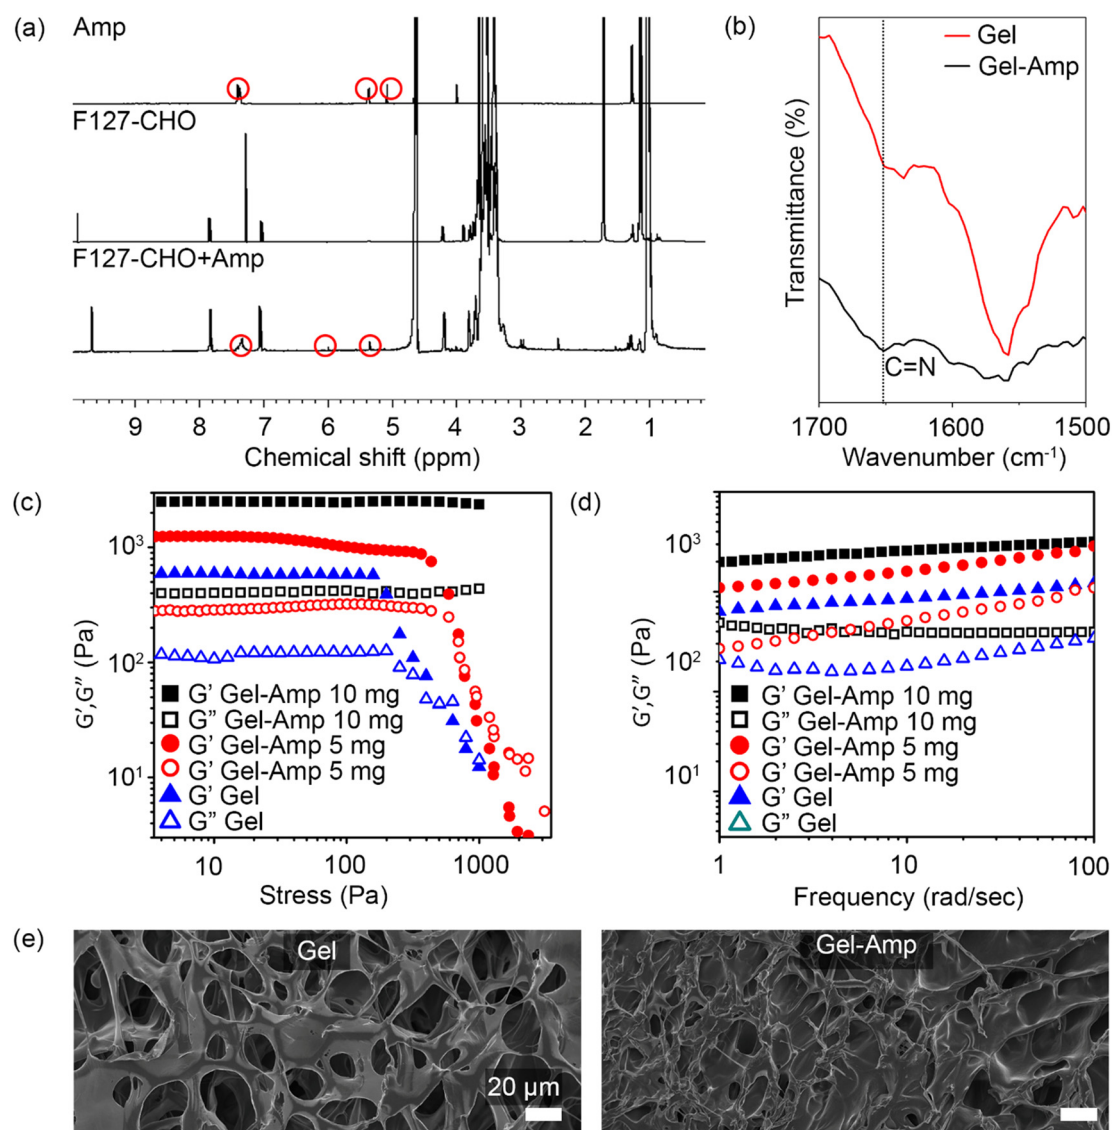 (a)
Amp
F127-CHO
F127-CHO+Amp
9 8 7 6 5 4 3 2 1
Chemical shift (ppm)
(b)
Gel
Gel-Amp
C=N
Transmittance (%)
1700 1600 1500
Wavenumber (cm⁻¹)
(c)
10³
10²
10¹
G',G" (Pa)
G' Gel-Amp 10 mg
G" Gel-Amp 10 mg
G' Gel-Amp 5 mg
G' Gel-Amp 5 mg
G' Gel
G" Gel
10 100 1000
Stress (Pa)
(d)
10³
10²
10¹
G',G" (Pa)
G' Gel-Amp 10 mg
G" Gel-Amp 10 mg
G' Gel-Amp 5 mg
G' Gel-Amp 5 mg
G' Gel
G" Gel
1 10 100
Frequency (rad/sec)
(e)
Gel
20 µm
Gel-Amp